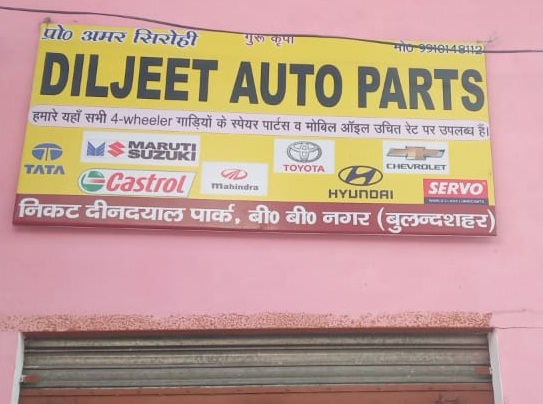 प्रो० अमर सिरोही गुरू कृपा मो० 9910148112
DILJEET AUTO PARTS
हमारे यहाँ सभी 4-wheeler गाड़ियों के स्पेयर पार्टस व मोबिल ऑइल उचित रेट पर उपलब्ध हैं।
TATA MARUTI SUZUKI TOYOTA CHEVROLET
Castrol Mahindra HYUNDAI SERVO
निकट दीनदयाल पार्क, बी० बी० नगर (बुलन्दशहर)